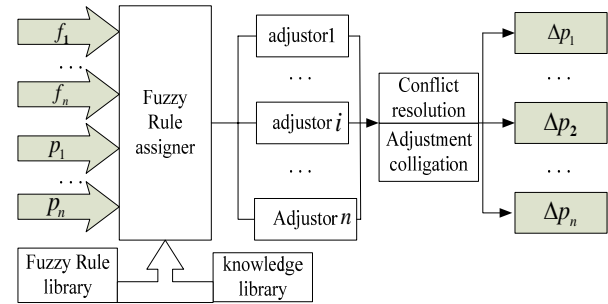 f1
...
fn
p1
...
pn
Fuzzy
Rule
assigner
Fuzzy Rule
library
knowledge
library
adjustor1
...
adjustor i
...
Adjustor n
Conflict
resolution
Adjustment
colligation
Δp1
...
Δp2
...
Δpn